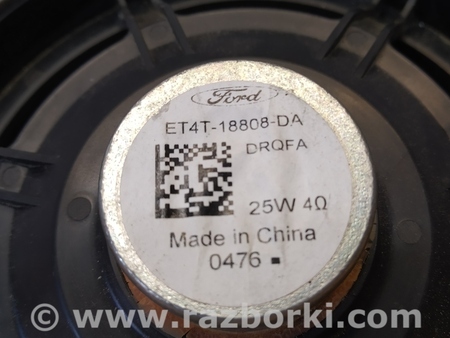 Ford
ET4T-18808-DA
DRQFA
25W 4Ω
Made in China
0476
© www.razborki.com